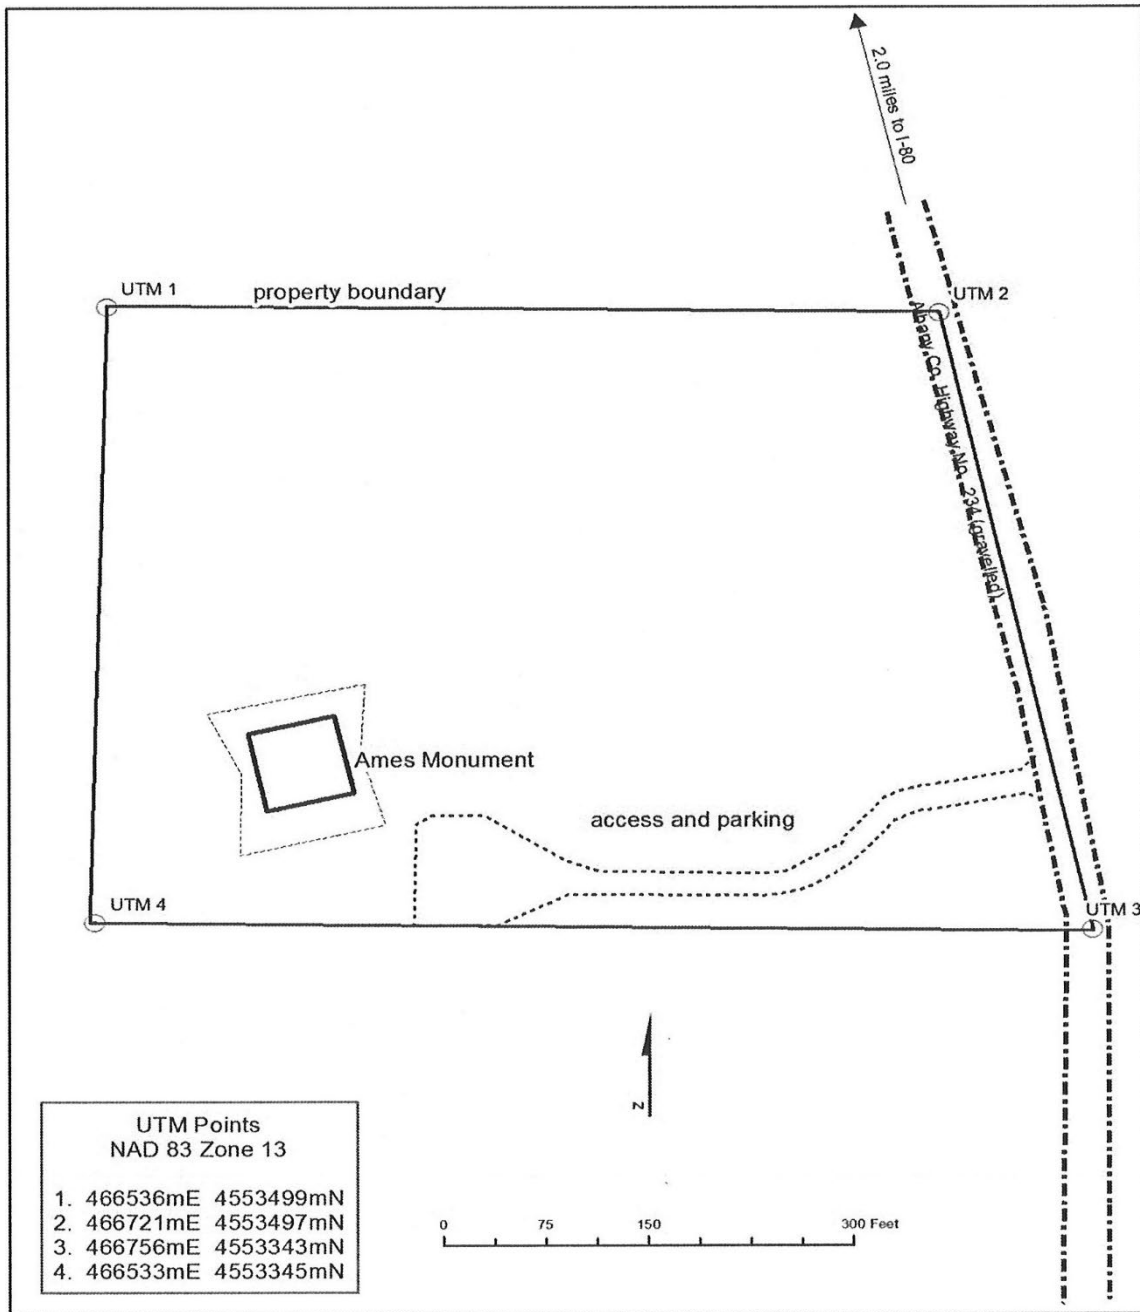 2.0 miles to I-80
UTM 1
property boundary
UTM 2
Albany Co. Highway No. 234 (gravelled)
Ames Monument
access and parking
UTM 4
UTM 3
N
UTM Points
NAD 83 Zone 13
1. 466536mE 4553499mN
2. 466721mE 4553497mN
3. 466756mE 4553343mN
4. 466533mE 4553345mN
0 75 150 300 Feet